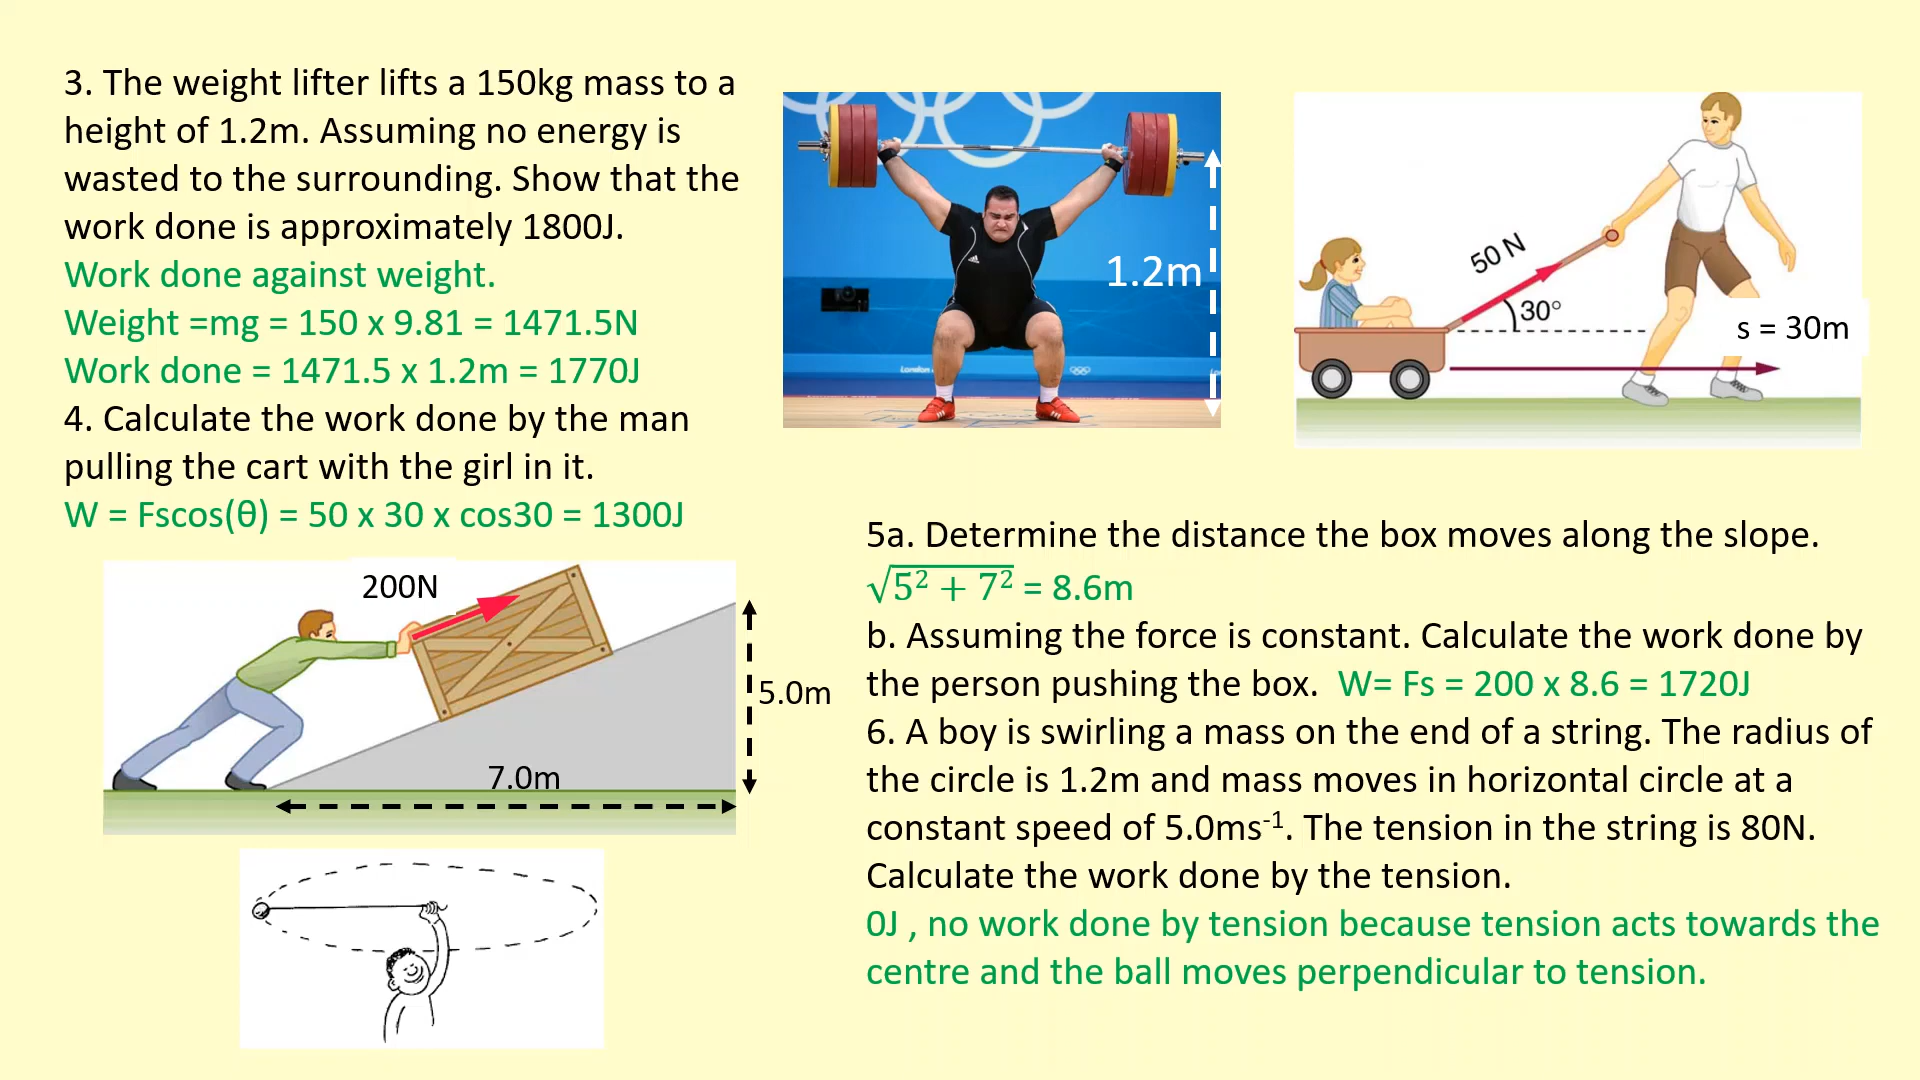 3. The weight lifter lifts a 150kg mass to a
height of 1.2m. Assuming no energy is
wasted to the surrounding. Show that the
work done is approximately 1800J.
Work done against weight.
Weight =mg = 150 x 9.81 = 1471.5N
Work done = 1471.5 x 1.2m = 1770J
4. Calculate the work done by the man
pulling the cart with the girl in it.
W = Fscos(θ) = 50 x 30 x cos30 = 1300J
1.2m
London
50 N
30°
s = 30m
200N
5.0m
7.0m
5a. Determine the distance the box moves along the slope.
√5² + 7² = 8.6m
b. Assuming the force is constant. Calculate the work done by
the person pushing the box. W= Fs = 200 x 8.6 = 1720J
6. A boy is swirling a mass on the end of a string. The radius of
the circle is 1.2m and mass moves in horizontal circle at a
constant speed of 5.0ms⁻¹. The tension in the string is 80N.
Calculate the work done by the tension.
0J , no work done by tension because tension acts towards the
centre and the ball moves perpendicular to tension.